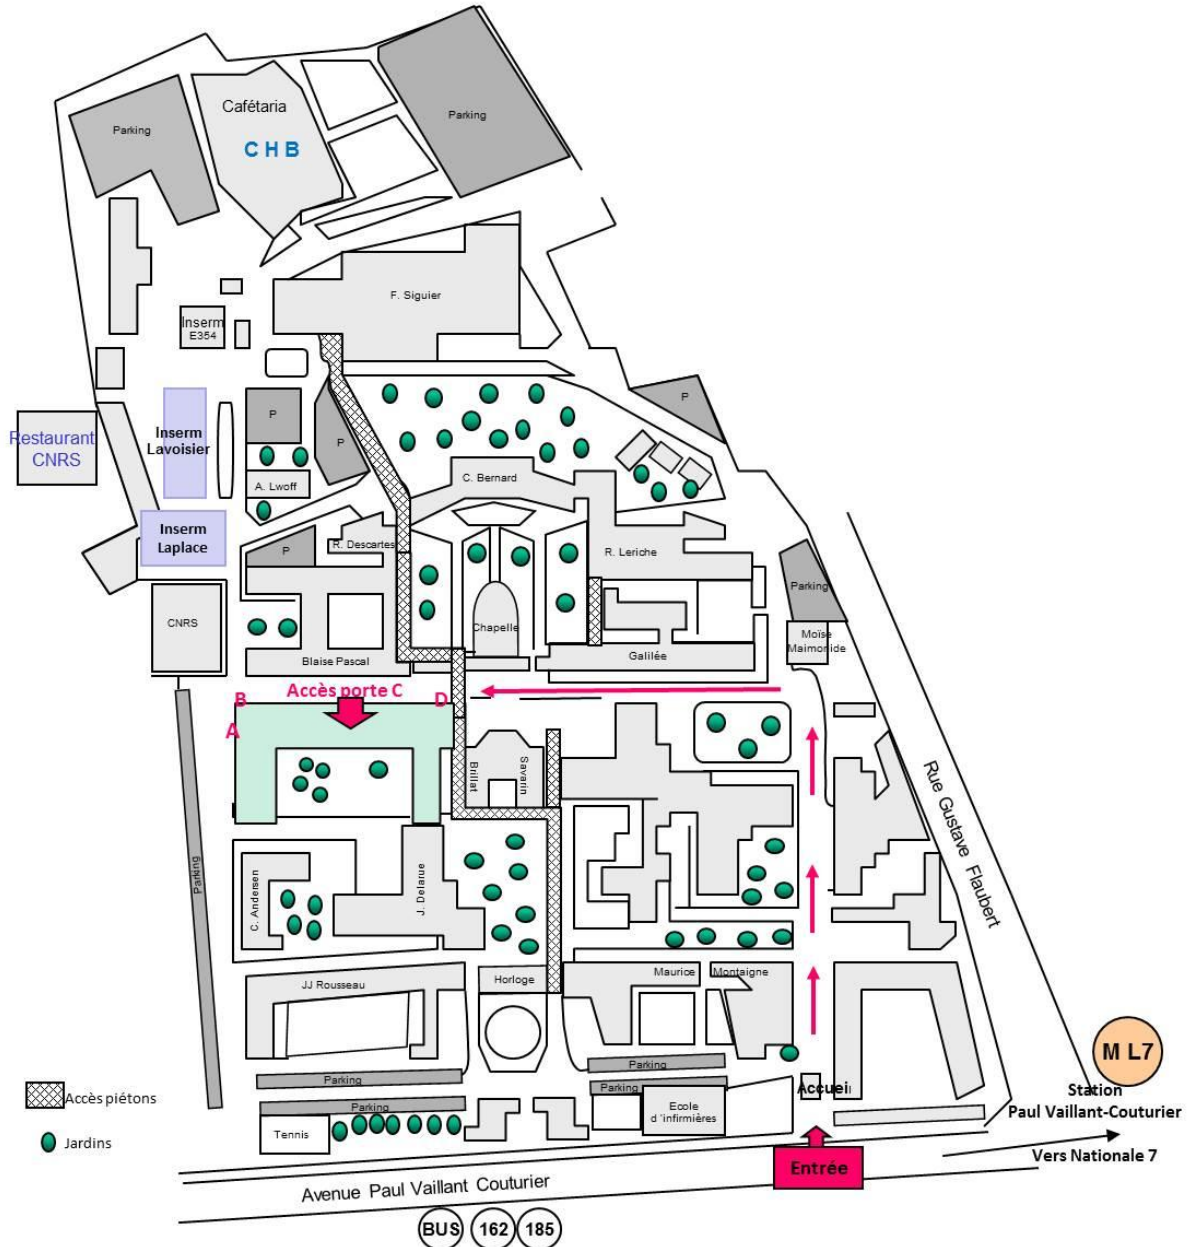 Cafétaria
C H B
Parking
Parking
F. Siguier
Inserm
E354
P
P
P
Restaurant
CNRS
Inserm
Lavoisier
A. Lwoff
C. Bernard
Inserm
Laplace
P
R. Descartes
R. Leriche
Parking
CNRS
Chapelle
Moïse
Maimonide
Blaise Pascal
Galilée
B
Accès porte C
D
A
Brillat
Savarin
Rue Gustave Flaubert
Parking
C. Andersen
J. Delarue
JJ Rousseau
Horloge
Maurice
Montaigne
M L7
Parking
Parking
Accueil
Station
Paul Vaillant-Couturier
Accès piétons
Parking
Parking
Ecole
d 'infirmières
Jardins
Tennis
Entrée
Vers Nationale 7
Avenue Paul Vaillant Couturier
BUS
162
185